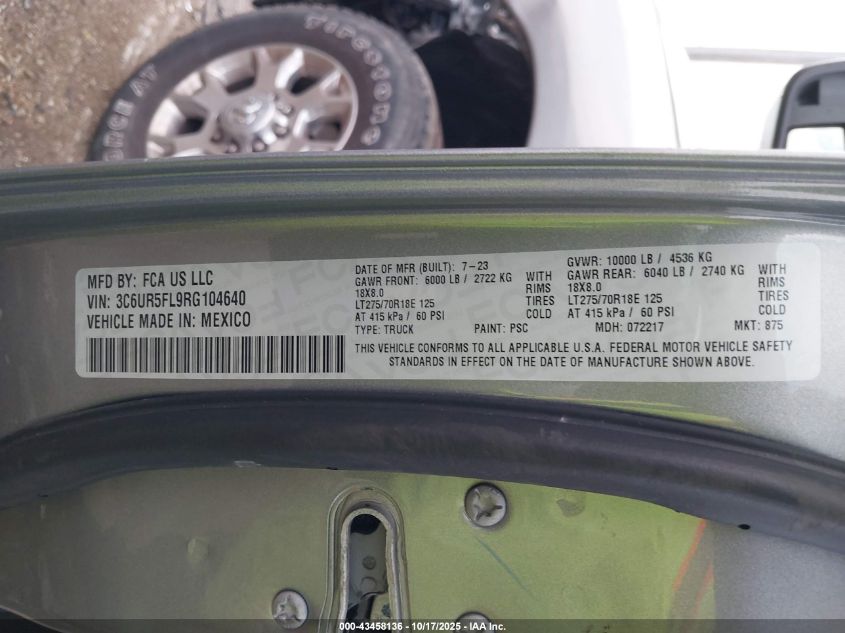 Firestone
FORCE AT
MFD BY: FCA US LLC
VIN: 3C6UR5FL9RG104640
VEHICLE MADE IN: MEXICO
DATE OF MFR (BUILT): 7-23
GAWR FRONT: 6000 LB / 2722 KG WITH
18X8.0 RIMS
LT275/70R18E 125 TIRES
AT 415 kPa / 60 PSI COLD
TYPE: TRUCK PAINT: PSC
GVWR: 10000 LB / 4536 KG
GAWR REAR: 6040 LB / 2740 KG WITH
18X8.0 RIMS
LT275/70R18E 125 TIRES
AT 415 kPa / 60 PSI COLD
MDH: 072217 MKT: 875
THIS VEHICLE CONFORMS TO ALL APPLICABLE U.S.A. FEDERAL MOTOR VEHICLE SAFETY
STANDARDS IN EFFECT ON THE DATE OF MANUFACTURE SHOWN ABOVE.
000-43458136 - 10/17/2025 - IAA Inc.